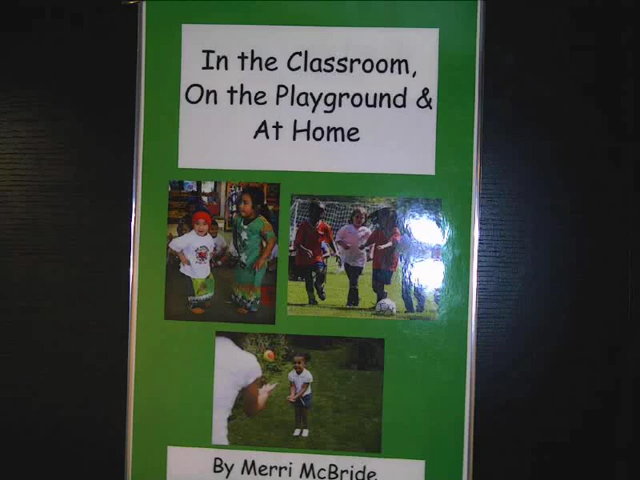 In the Classroom,
On the Playground &
At Home
By Merri McBride